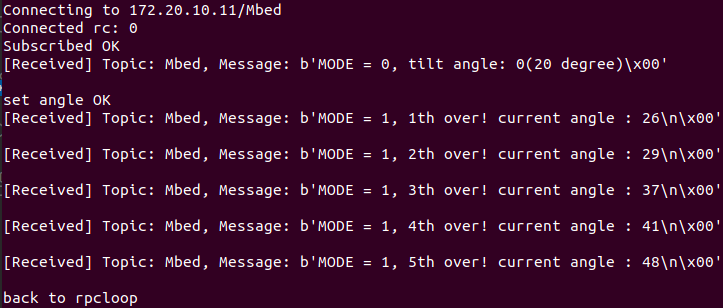 Connecting to 172.20.10.11/Mbed
Connected rc: 0
Subscribed OK
[Received] Topic: Mbed, Message: b'MODE = 0, tilt angle: 0(20 degree)\x00'
set angle OK
[Received] Topic: Mbed, Message: b'MODE = 1, 1th over! current angle : 26\n\x00'
[Received] Topic: Mbed, Message: b'MODE = 1, 2th over! current angle : 29\n\x00'
[Received] Topic: Mbed, Message: b'MODE = 1, 3th over! current angle : 37\n\x00'
[Received] Topic: Mbed, Message: b'MODE = 1, 4th over! current angle : 41\n\x00'
[Received] Topic: Mbed, Message: b'MODE = 1, 5th over! current angle : 48\n\x00'
back to rpcloop